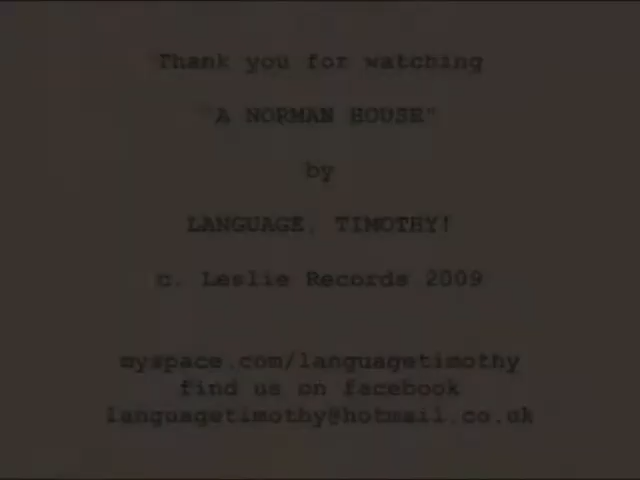 Thank you for watching
"A NORMAN HOUSE"
by
LANGUAGE, TIMOTHY!
c. Leslie Records 2009
myspace.com/languagetimothy
find us on facebook
languagetimothy@hotmail.co.uk